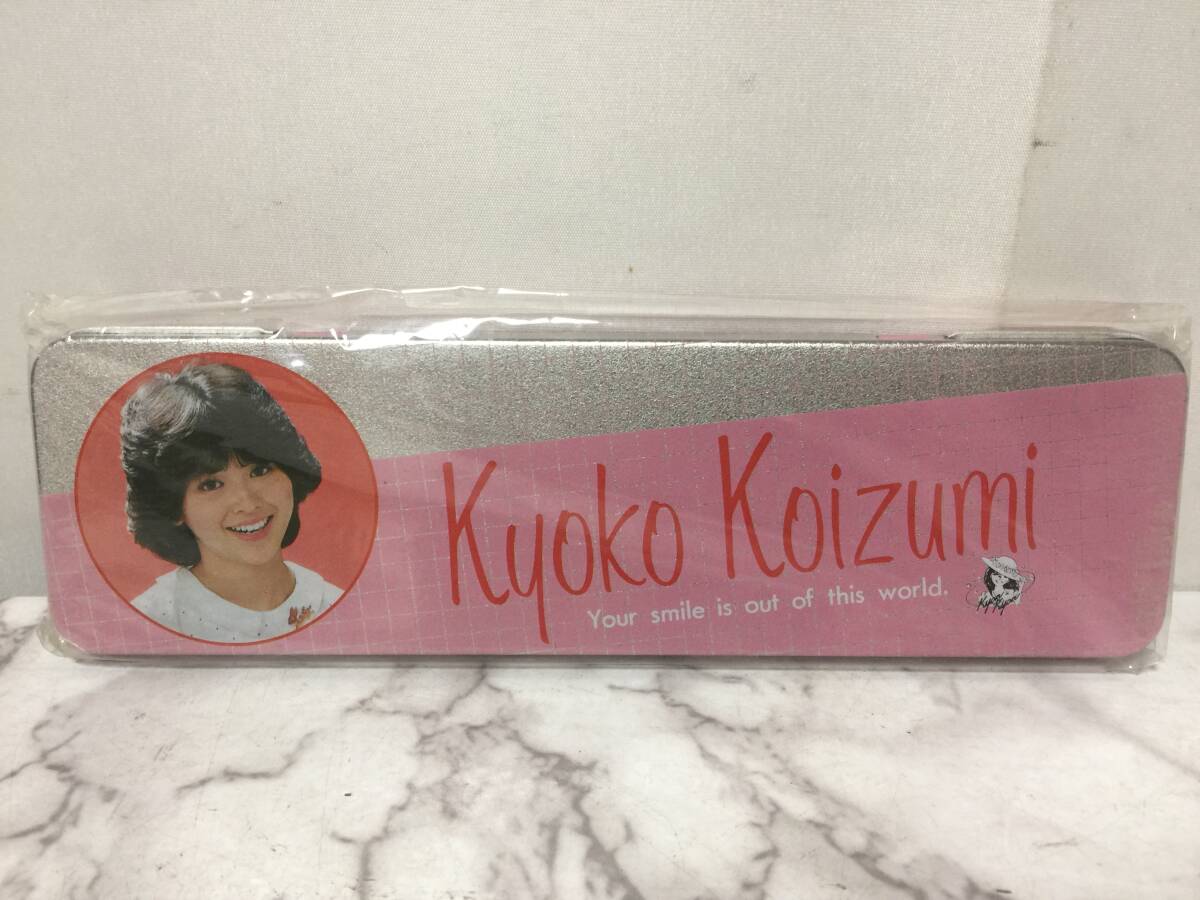 Kyoko Koizumi
Your smile is out of this world.